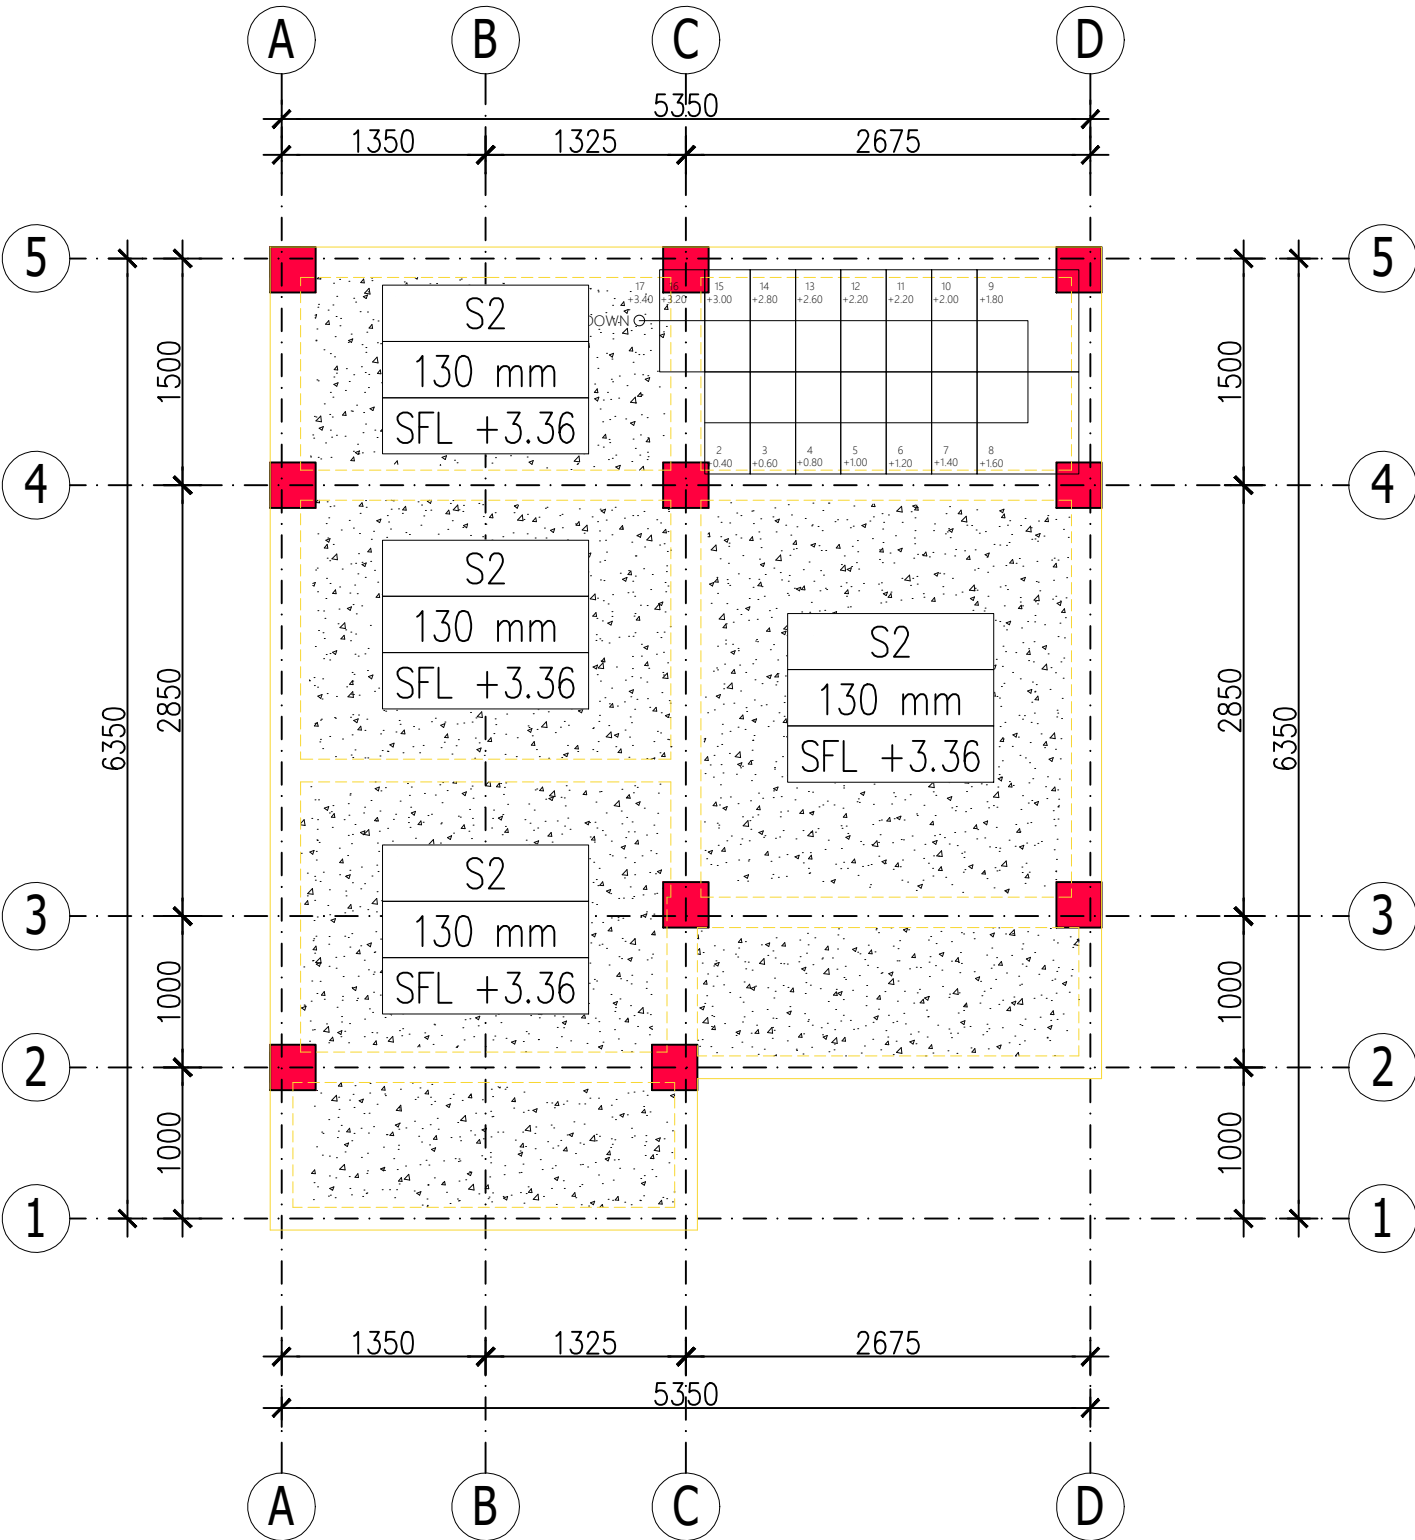 A B C D
5350
1350 1325 2675
5 5
17 16 15 14 13 12 11 10 9
+3.40 +3.20 +3.00 +2.80 +2.60 +2.20 +2.20 +2.00 +1.80
DOWN
S2
130 mm
SFL +3.36
1500 1500
2 3 4 5 6 7 8
+0.40 +0.60 +0.80 +1.00 +1.20 +1.40 +1.60
4 4
S2
130 mm
SFL +3.36
S2
130 mm
SFL +3.36
2850 2850
6350 6350
S2
130 mm
SFL +3.36
3 3
1000 1000
2 2
1000 1000
1 1
1350 1325 2675
5350
A B C D